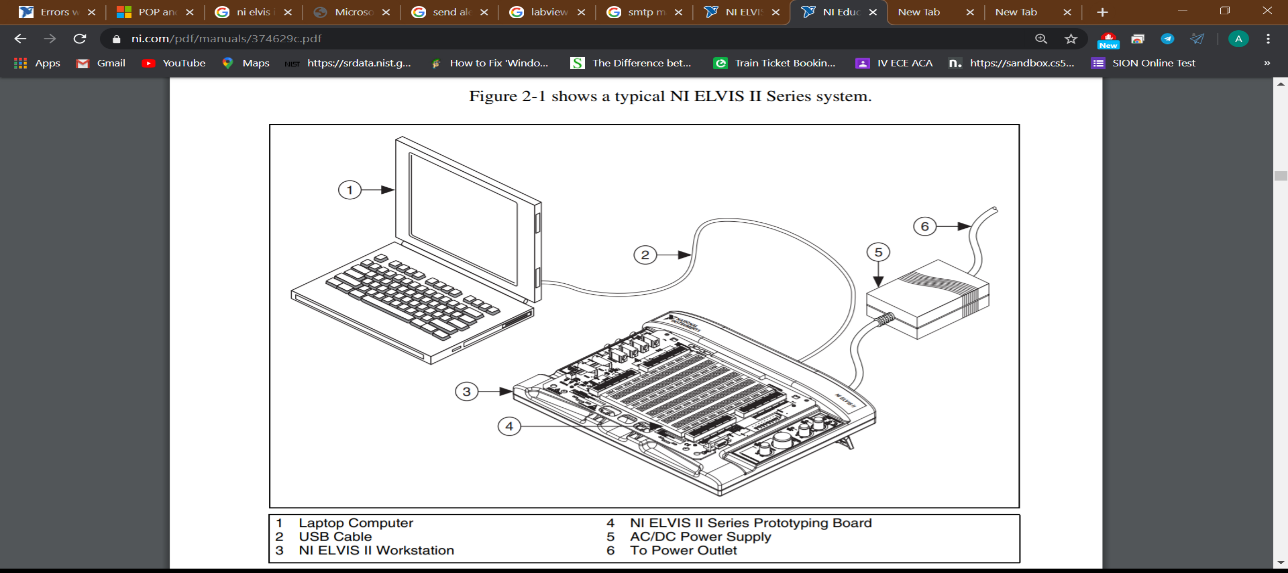 Errors w
POP an
ni elvis
Microso
send al
labview
smtp m
NI ELVI
NI Educ
New Tab
New Tab
ni.com/pdf/manuals/374629c.pdf
New
A
Apps
Gmail
YouTube
Maps
NIST
https://srdata.nist.g...
How to Fix 'Windo...
S
The Difference bet...
Train Ticket Bookin...
IV ECE ACA
n.
https://sandbox.cs5...
SION Online Test
»
Figure 2-1 shows a typical NI ELVIS II Series system.
1
2
6
5
3
4
1 Laptop Computer
2 USB Cable
3 NI ELVIS II Workstation
4 NI ELVIS II Series Prototyping Board
5 AC/DC Power Supply
6 To Power Outlet